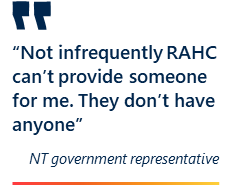 “Not infrequently RAHC
can’t provide someone
for me. They don’t have
anyone”
NT government representative